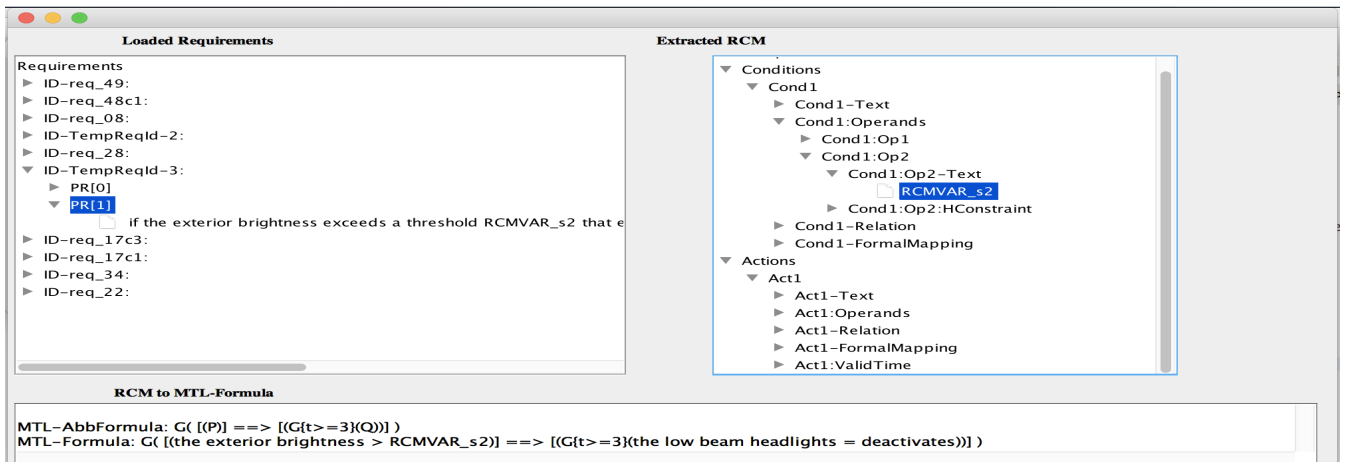 Loaded Requirements
Requirements
ID-req_49:
ID-req_48c1:
ID-req_08:
ID-TempReqId-2:
ID-req_28:
ID-TempReqId-3:
PR[0]
PR[1]
if the exterior brightness exceeds a threshold RCMVAR_s2 that e
ID-req_17c3:
ID-req_17c1:
ID-req_34:
ID-req_22:
Extracted RCM
Conditions
Cond1
Cond1-Text
Cond1:Operands
Cond1:Op1
Cond1:Op2
Cond1:Op2-Text
RCMVAR_s2
Cond1:Op2:HConstraint
Cond1-Relation
Cond1-FormalMapping
Actions
Act1
Act1-Text
Act1:Operands
Act1-Relation
Act1-FormalMapping
Act1:ValidTime
RCM to MTL-Formula
MTL-AbbFormula: G( [(P)] ==> [(G{t>=3}(Q))] )
MTL-Formula: G( [(the exterior brightness > RCMVAR_s2)] ==> [(G{t>=3}(the low beam headlights = deactivates))] )